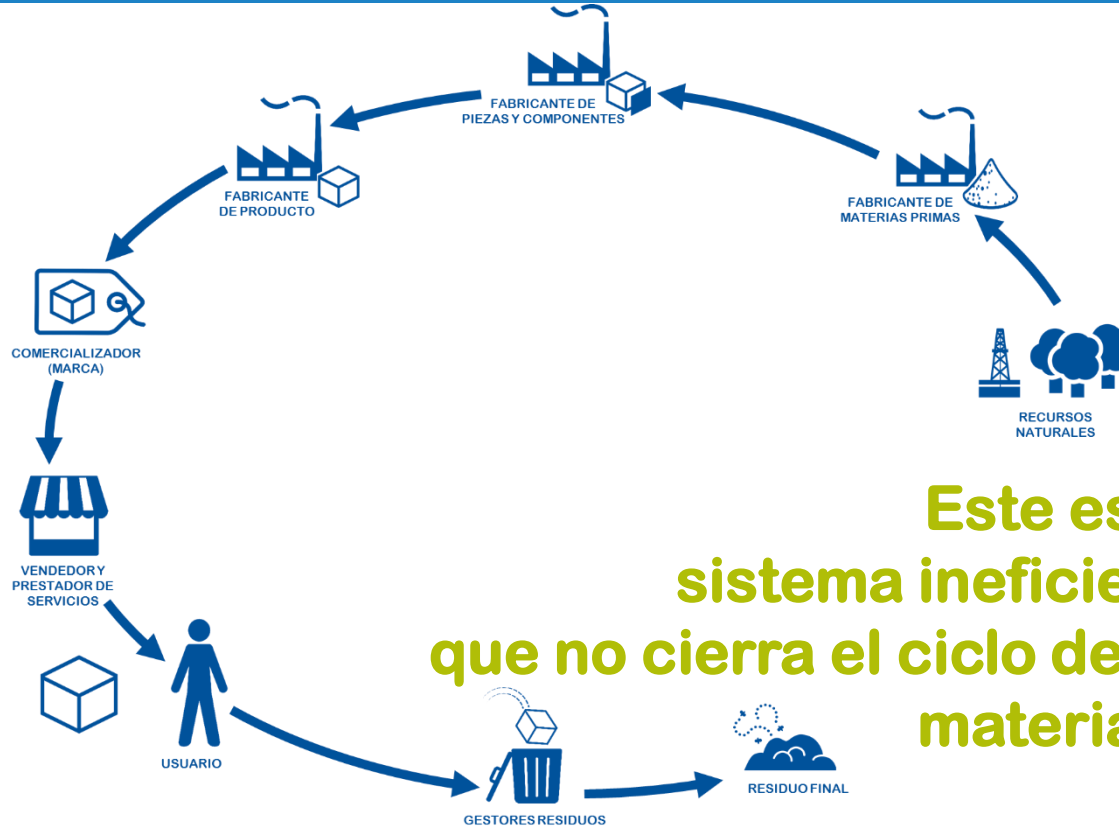 FABRICANTE DE
PIEZAS Y COMPONENTES
FABRICANTE
DE PRODUCTO
FABRICANTE DE
MATERIAS PRIMAS
COMERCIALIZADOR
(MARCA)
RECURSOS
NATURALES
VENDEDOR Y
PRESTADOR DE
SERVICIOS
USUARIO
GESTORES RESIDUOS
RESIDUO FINAL
Este es
sistema ineficie
que no cierra el ciclo de
materia